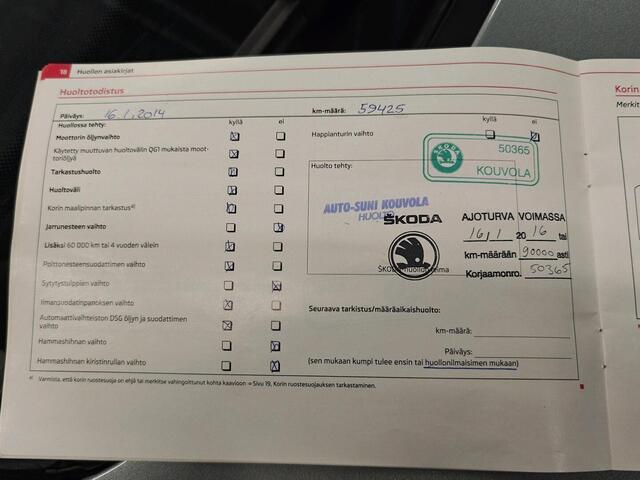 18 Huollon asiakirjat
Huoltotodistus
Päiväys: 16.1.2014 km-määrä: 59425
Huollossa tehty: kyllä ei kyllä ei
Moottorin öljynvaihto Happianturin vaihto
Käytetty muuttuvan huoltovälin QG1 mukaista moot-
toriöljyä
Tarkastushuolto
Huoltoväli
Korin maalipinnan tarkastus a)
Jarrunesteen vaihto
Lisäksi 60 000 km tai 4 vuoden välein
Polttonestesuodattimen vaihto
Sytytystulppien vaihto
Ilmansuodatinpanoksen vaihto
Automaattivaihteiston DSG öljyn ja suodattimen
vaihto
Hammashihnan vaihto
Hammashihnan kiristinrullan vaihto
Huolto tehty:
SKODA
50365
KOUVOLA
AUTO-SUNI KOUVOLA
HUOLTO
ŠKODA
AJOTURVA VOIMASSA
16/1 2016 tai
km-määrään 90000 asti
Korjaamonro. 50365
Seuraava tarkistus/määräaikaishuolto:
km-määrä:
Päiväys:
(sen mukaan kumpi tulee ensin tai huollonilmaisimen mukaan)
a) Varmista, että korin ruostesuoja on ehjä tai merkitse vahingoittunut kohta kaavioon ⇒ Sivu 19, Korin ruostesuojauksen tarkastaminen.
Korin
Merkit